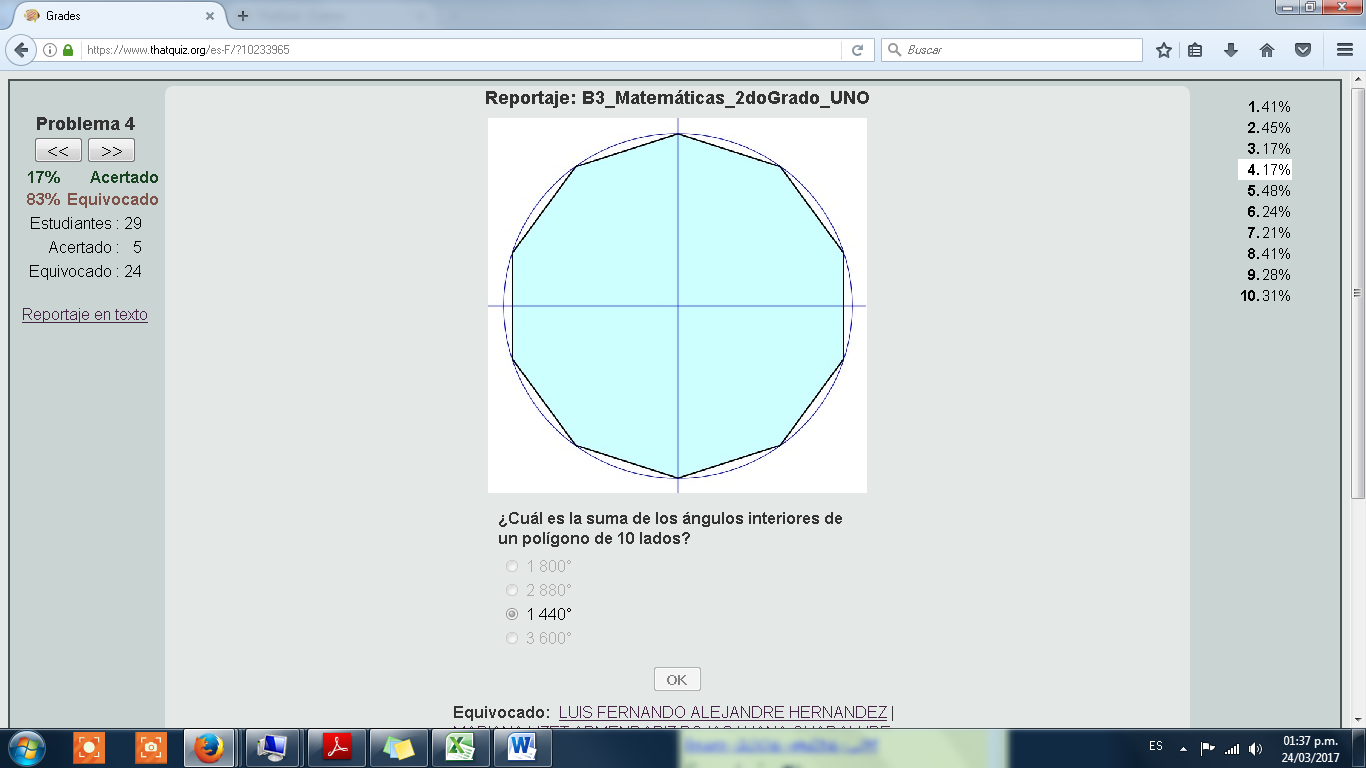 Grades
https://www.thatquiz.org/es-F/?10233965
Buscar
Reportaje: B3_Matemáticas_2doGrado_UNO
Problema 4
<< >>
17% Acertado
83% Equivocado
Estudiantes : 29
Acertado : 5
Equivocado : 24
Reportaje en texto
1. 41%
2. 45%
3. 17%
4. 17%
5. 48%
6. 24%
7. 21%
8. 41%
9. 28%
10. 31%
¿Cuál es la suma de los ángulos interiores de
un polígono de 10 lados?
1 800°
2 880°
1 440°
3 600°
OK
Equivocado: LUIS FERNANDO ALEJANDRE HERNANDEZ |
ES
01:37 p.m.
24/03/2017